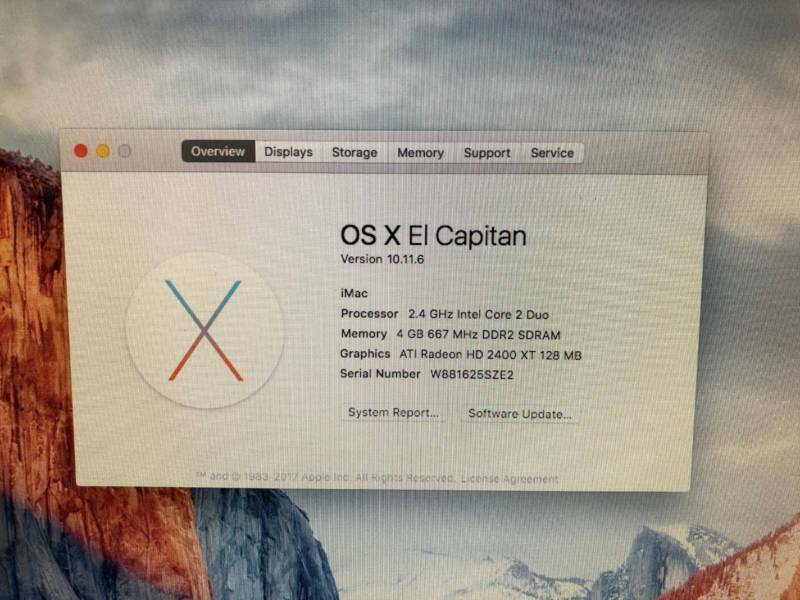 Overview Displays Storage Memory Support Service
OS X El Capitan
Version 10.11.6
iMac
Processor 2.4 GHz Intel Core 2 Duo
Memory 4 GB 667 MHz DDR2 SDRAM
Graphics ATI Radeon HD 2400 XT 128 MB
Serial Number W881625SZE2
System Report... Software Update...
™ and © 1983-2017 Apple Inc. All Rights Reserved. License Agreement